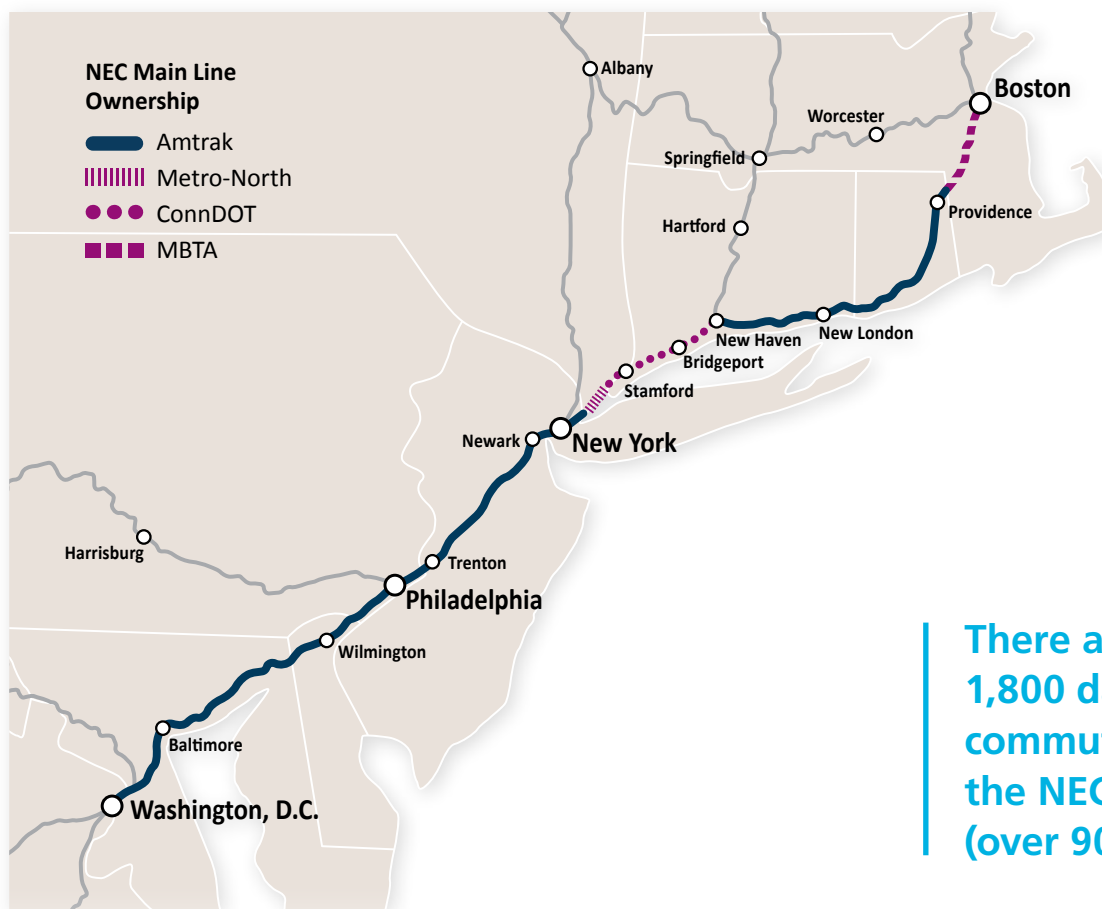 NEC Main Line
Ownership
Amtrak
Metro-North
ConnDOT
MBTA
Albany
Boston
Worcester
Springfield
Providence
Hartford
New Haven
New London
Bridgeport
Stamford
Newark
New York
Harrisburg
Trenton
Philadelphia
Wilmington
Baltimore
Washington, D.C.
There a
1,800 d
commu
the NEC
(over 90